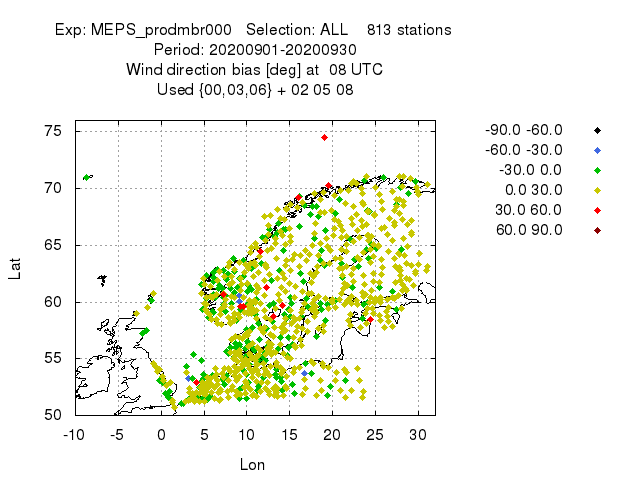 Exp: MEPS_prodmbr000 Selection: ALL 813 stations
Period: 20200901-20200930
Wind direction bias [deg] at 08 UTC
Used {00,03,06} + 02 05 08
75
70
65
60
55
50
Lat
-10 -5 0 5 10 15 20 25 30
Lon
-90.0 -60.0
-60.0 -30.0
-30.0 0.0
0.0 30.0
30.0 60.0
60.0 90.0